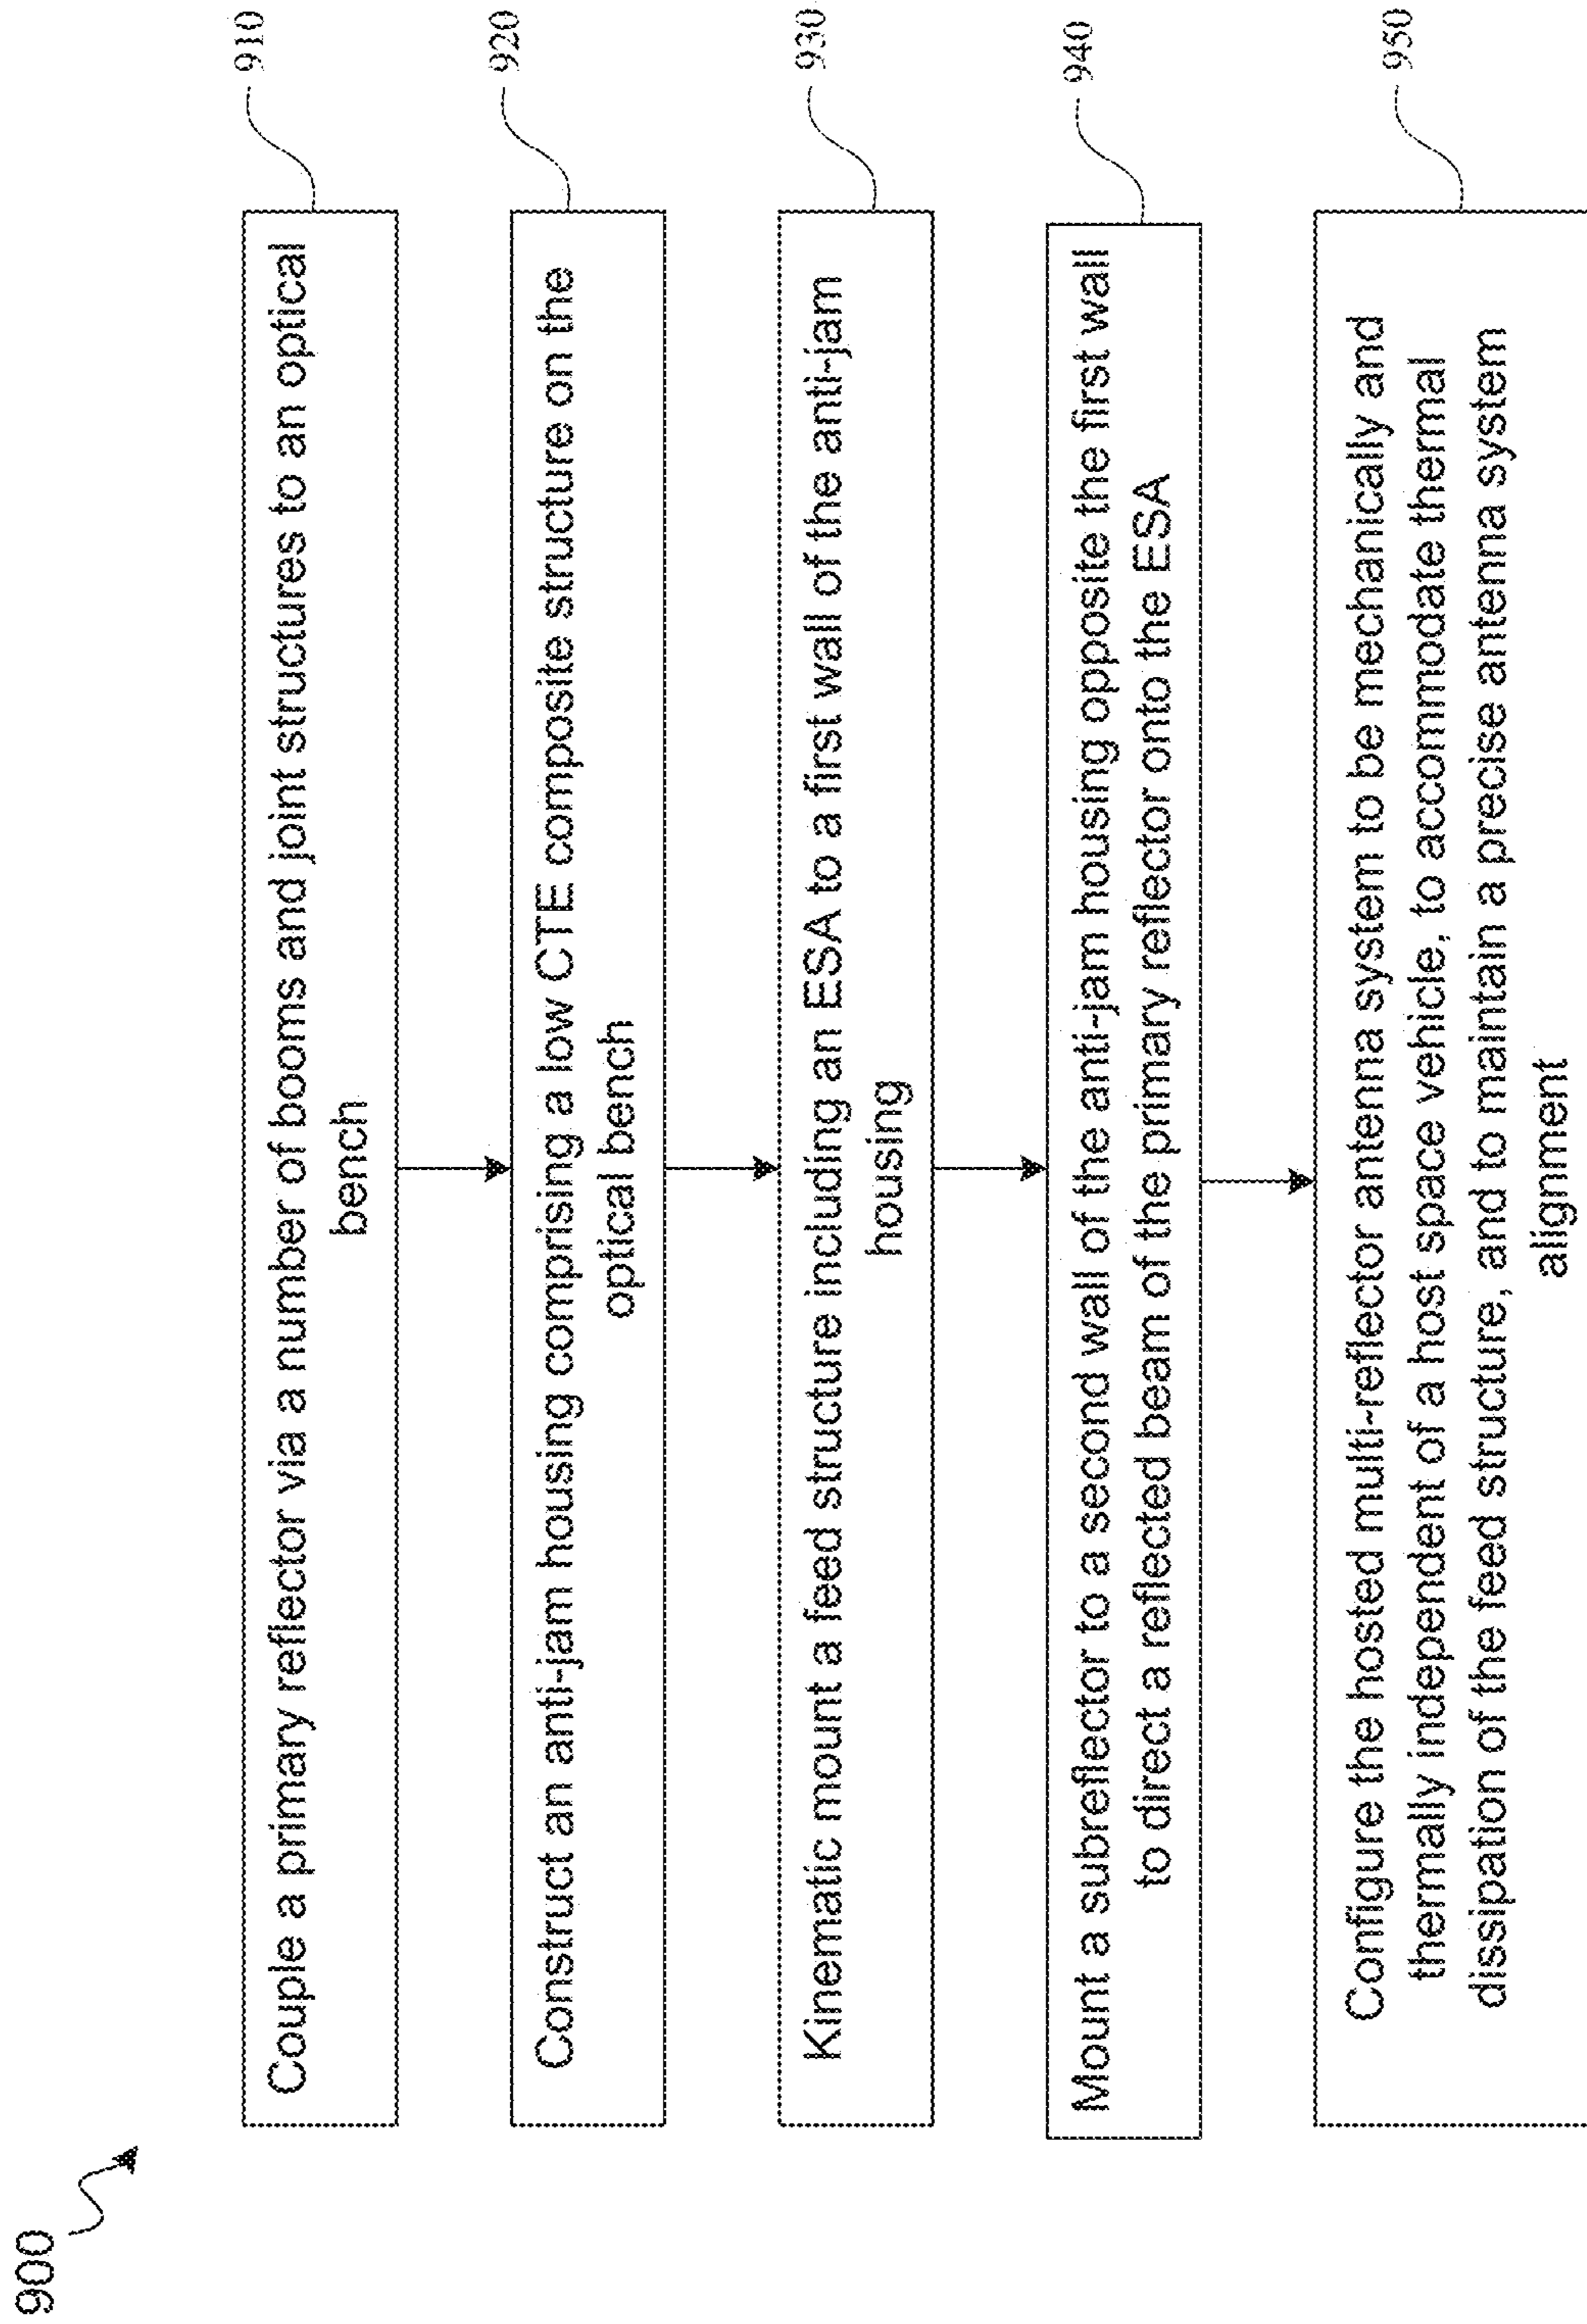 900
Couple a primary reflector via a number of booms and joint structures to an optical
bench
910
Construct an anti-jam housing comprising a low CTE composite structure on the
optical bench
920
Kinematic mount a feed structure including an ESA to a first wall of the anti-jam
housing
930
Mount a subreflector to a second wall of the anti-jam housing opposite the first wall
to direct a reflected beam of the primary reflector onto the ESA
940
Configure the hosted multi-reflector antenna system to be mechanically and
thermally independent of a host space vehicle, to accommodate thermal
dissipation of the feed structure, and to maintain a precise antenna system
alignment
950